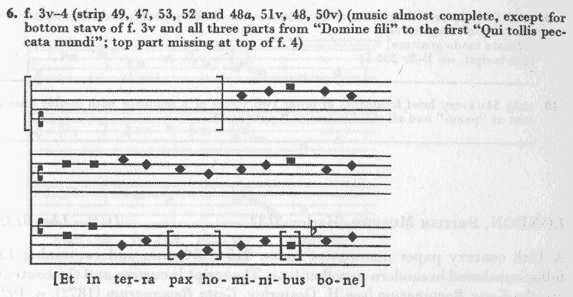 6. f. 3v–4 (strip 49, 47, 53, 52 and 48a, 51v, 48, 50v) (music almost complete, except for
bottom stave of f. 3v and all three parts from “Domine fili” to the first “Qui tollis pec-
cata mundi”; top part missing at top of f. 4)
[Et in ter-ra pax ho-mi-ni-bus bo-ne]